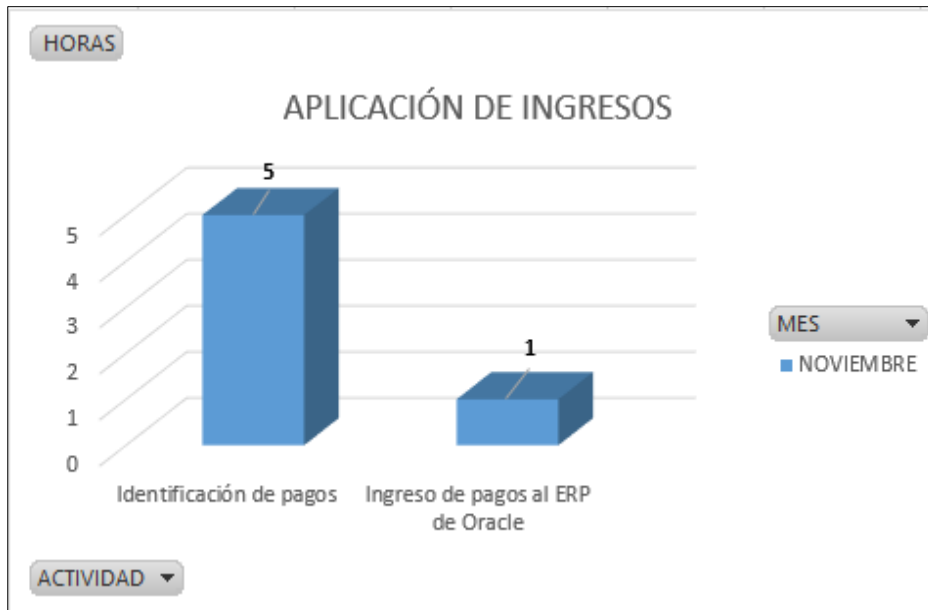 HORAS
APLICACIÓN DE INGRESOS
5
5
4
3
2
1
0
1
Identificación de pagos
Ingreso de pagos al ERP
de Oracle
MES
NOVIEMBRE
ACTIVIDAD